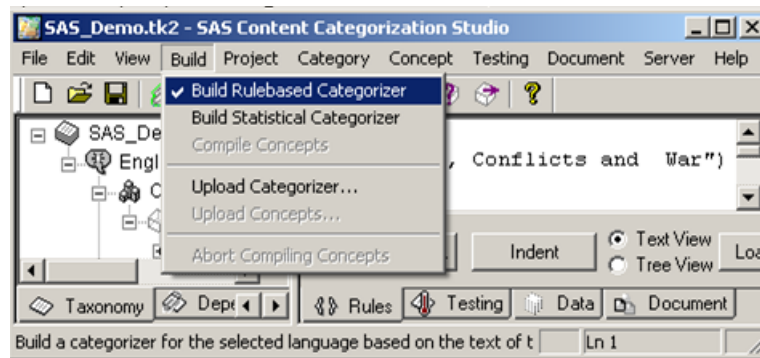 SAS_Demo.tk2 - SAS Content Categorization Studio
File Edit View Build Project Category Concept Testing Document Server Help
Build Rulebased Categorizer
Build Statistical Categorizer
Compile Concepts
Upload Categorizer...
Upload Concepts...
Abort Compiling Concepts
SAS_De
Engl
C
, Conflicts and War")
Indent
Text View
Tree View
Loa
Taxonomy Depe Rules Testing Data Document
Build a categorizer for the selected language based on the text of t Ln 1